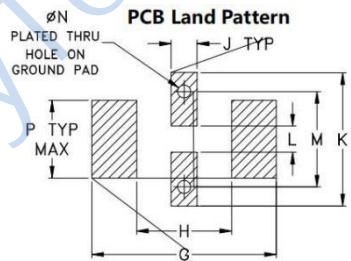 øN
PCB Land Pattern
PLATED THRU
HOLE ON
GROUND PAD
J TYP
P TYP
MAX
L
M
K
H
G